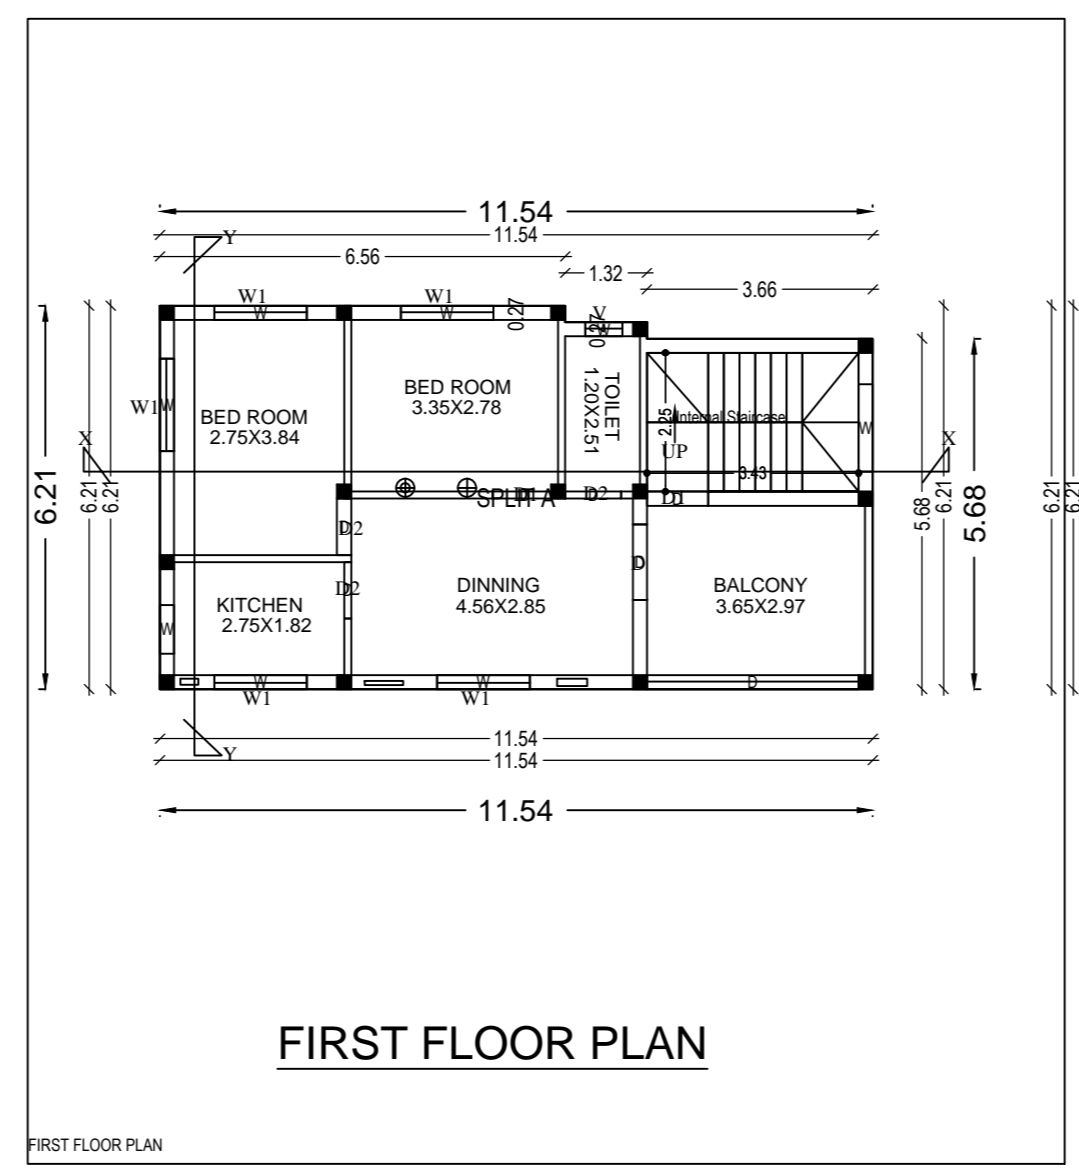 11.54
11.54
6.56
1.32
3.66
Y
W1
W
W1
W
0.27
V
W
0.27
BED ROOM
2.75X3.84
BED ROOM
3.35X2.78
TOILET
1.20X2.51
2.25
Internal Staircase
UP
3.43
W1
W
W
X
X
6.21
6.21
6.21
5.68
6.21
5.68
6.21
6.21
SPLIT A
D1
D2
D
D1
D
D2
D
D2
D
D
KITCHEN
2.75X1.82
DINNING
4.56X2.85
BALCONY
3.65X2.97
W
W
W1
W
W1
D
Y
11.54
11.54
11.54
FIRST FLOOR PLAN
FIRST FLOOR PLAN